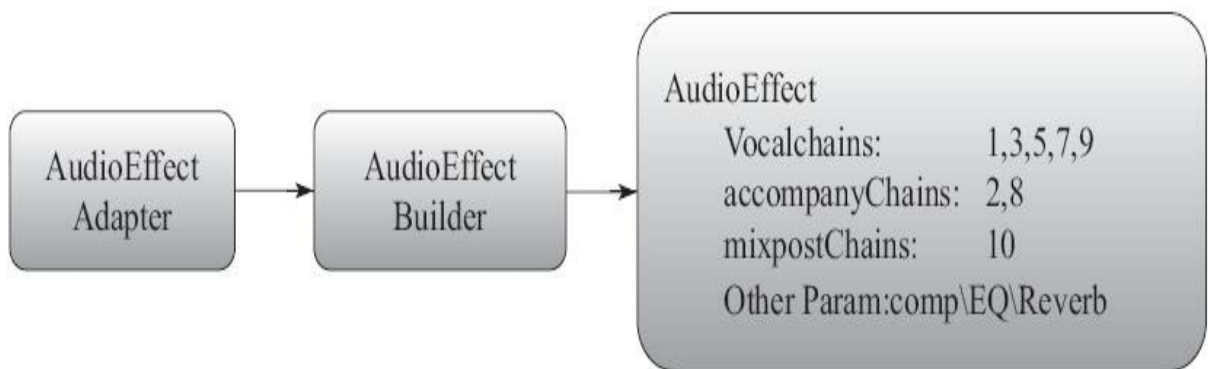 AudioEffect
Adapter
AudioEffect
Builder
AudioEffect
Vocalchains: 1,3,5,7,9
accompanyChains: 2,8
mixpostChains: 10
Other Param:comp\EQ\Reverb